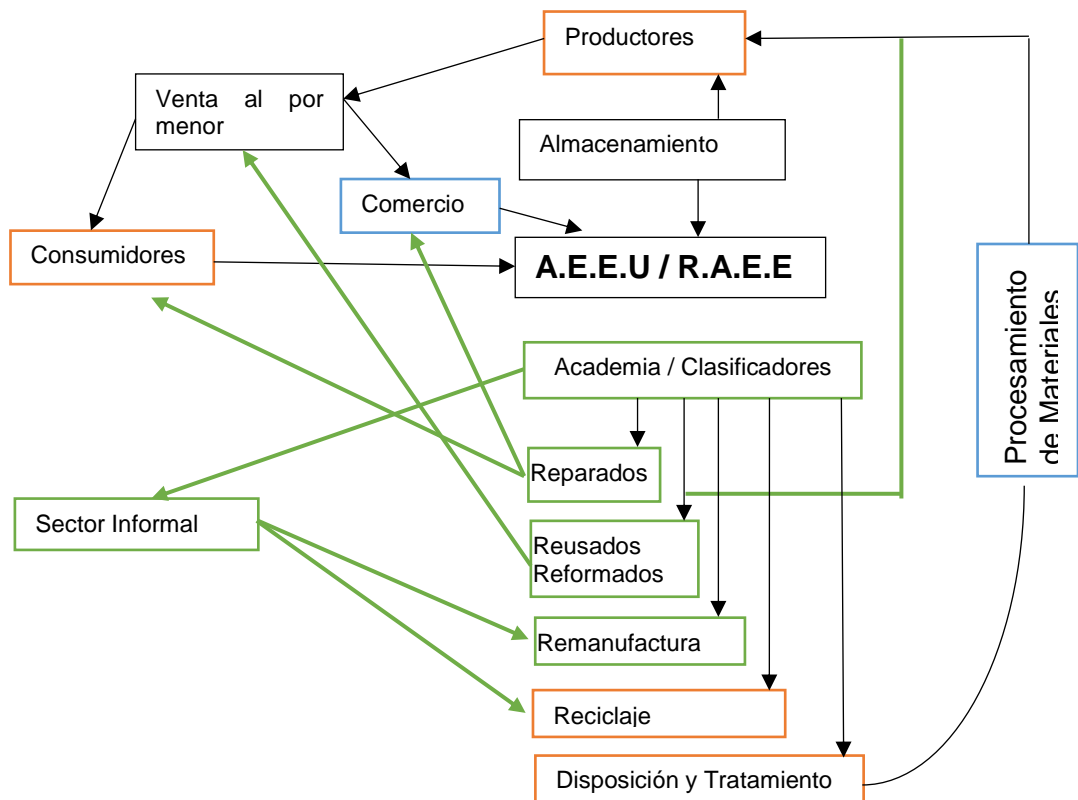 Productores
Venta al por
menor
Almacenamiento
Comercio
Consumidores
A.E.E.U / R.A.E.E
Procesamiento
de Materiales
Academia / Clasificadores
Reparados
Sector Informal
Reusados
Reformados
Remanufactura
Reciclaje
Disposición y Tratamiento